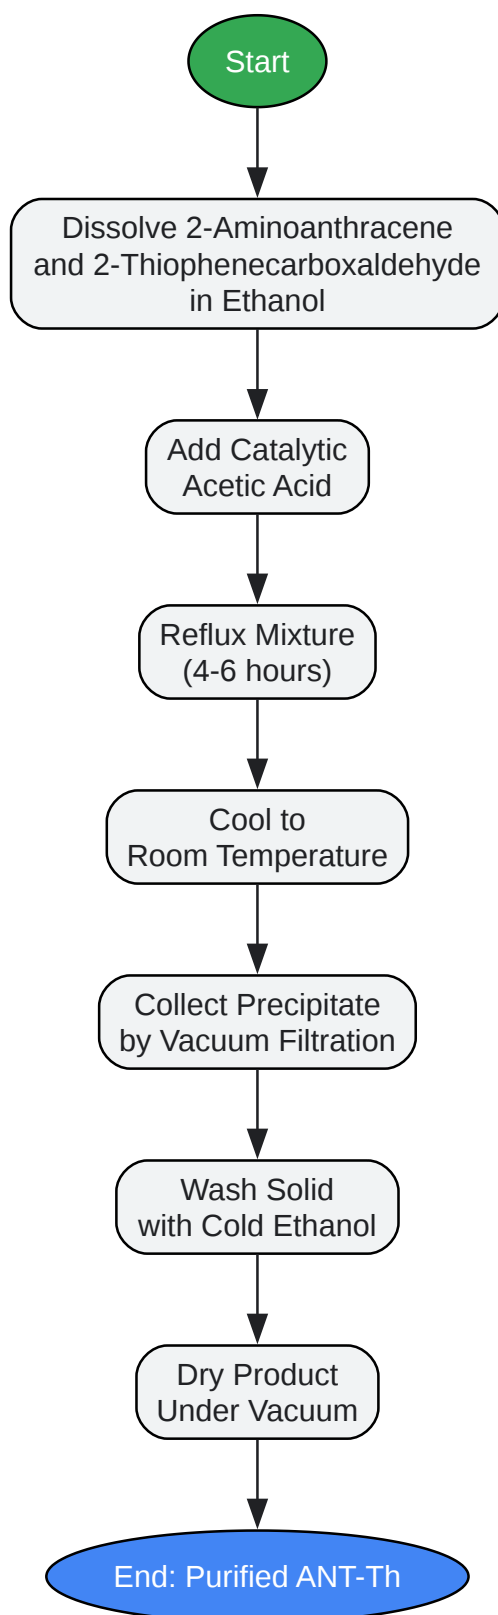 Start
Dissolve 2-Aminoanthracene
and 2-Thiophenecarboxaldehyde
in Ethanol
Add Catalytic
Acetic Acid
Reflux Mixture
(4-6 hours)
Cool to
Room Temperature
Collect Precipitate
by Vacuum Filtration
Wash Solid
with Cold Ethanol
Dry Product
Under Vacuum
End: Purified ANT-Th